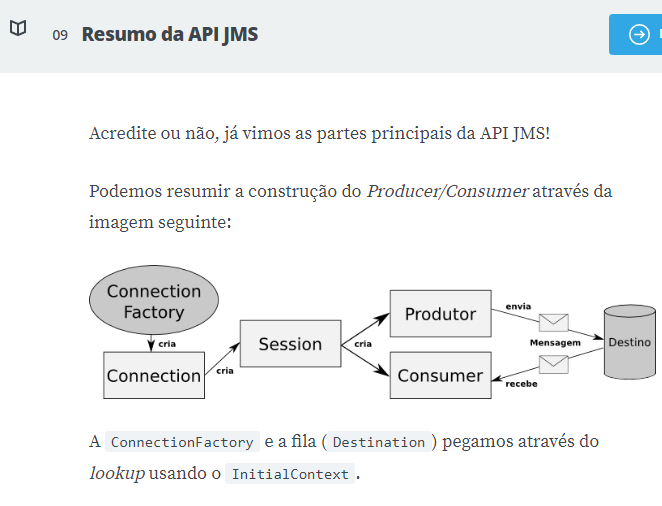 09 Resumo da API JMS
Acredite ou não, já vimos as partes principais da API JMS!
Podemos resumir a construção do Producer/Consumer através da
imagem seguinte:
Connection
Factory
cria
Connection
cria
Session
cria
Produtor
Consumer
envia
Mensagem
recebe
Destino
A ConnectionFactory e a fila ( Destination ) pegamos através do
lookup usando o InitialContext .